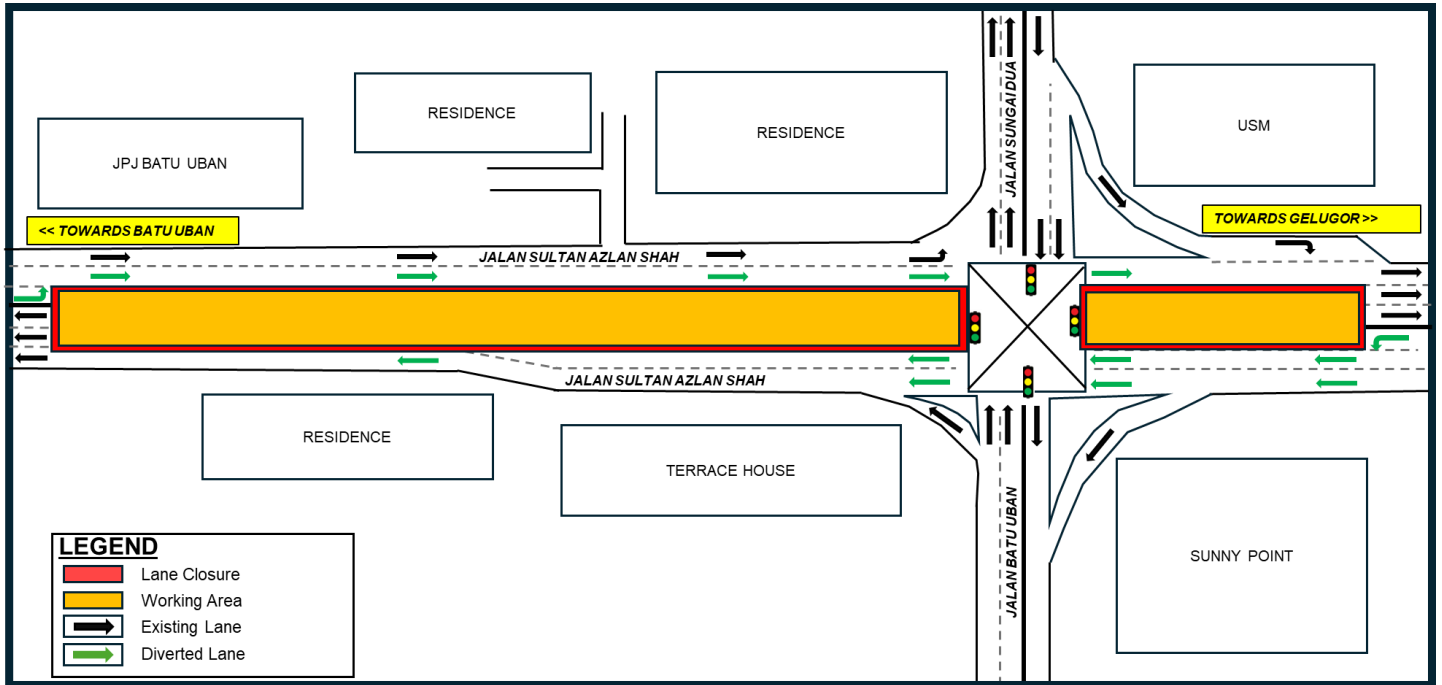 RESIDENCE
RESIDENCE
USM
JPJ BATU UBAN
JALAN SUNGAI DUA
<< TOWARDS BATU UBAN
TOWARDS GELUGOR >>
JALAN SULTAN AZLAN SHAH
JALAN SULTAN AZLAN SHAH
RESIDENCE
TERRACE HOUSE
JALAN BATU UBAN
SUNNY POINT
LEGEND
Lane Closure
Working Area
Existing Lane
Diverted Lane